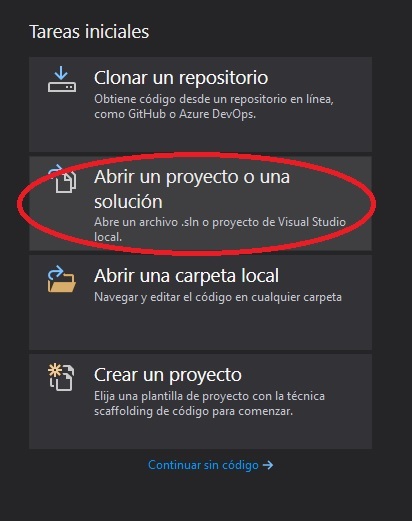 Tareas iniciales
Clonar un repositorio
Obtiene código desde un repositorio en línea,
como GitHub o Azure DevOps.
Abrir un proyecto o una
solución
Abre un archivo .sln o proyecto de Visual Studio
local.
Abrir una carpeta local
Navegar y editar el código en cualquier carpeta
Crear un proyecto
Elija una plantilla de proyecto con la técnica
scaffolding de código para comenzar.
Continuar sin código →